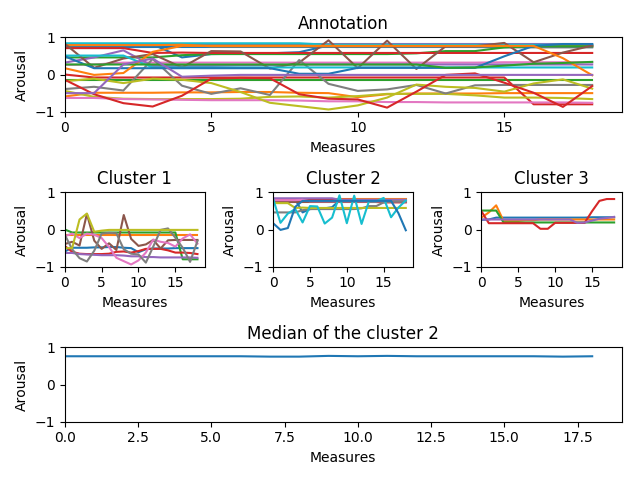 Annotation
Arousal
1
0
−1
0 5 10 15
Measures
Cluster 1 Cluster 2 Cluster 3
Arousal Arousal Arousal
1 1 1
0 0 0
−1 −1 −1
0 5 10 15 0 5 10 15 0 5 10 15
Measures Measures Measures
Median of the cluster 2
Arousal
1
0
−1
0.0 2.5 5.0 7.5 10.0 12.5 15.0 17.5
Measures